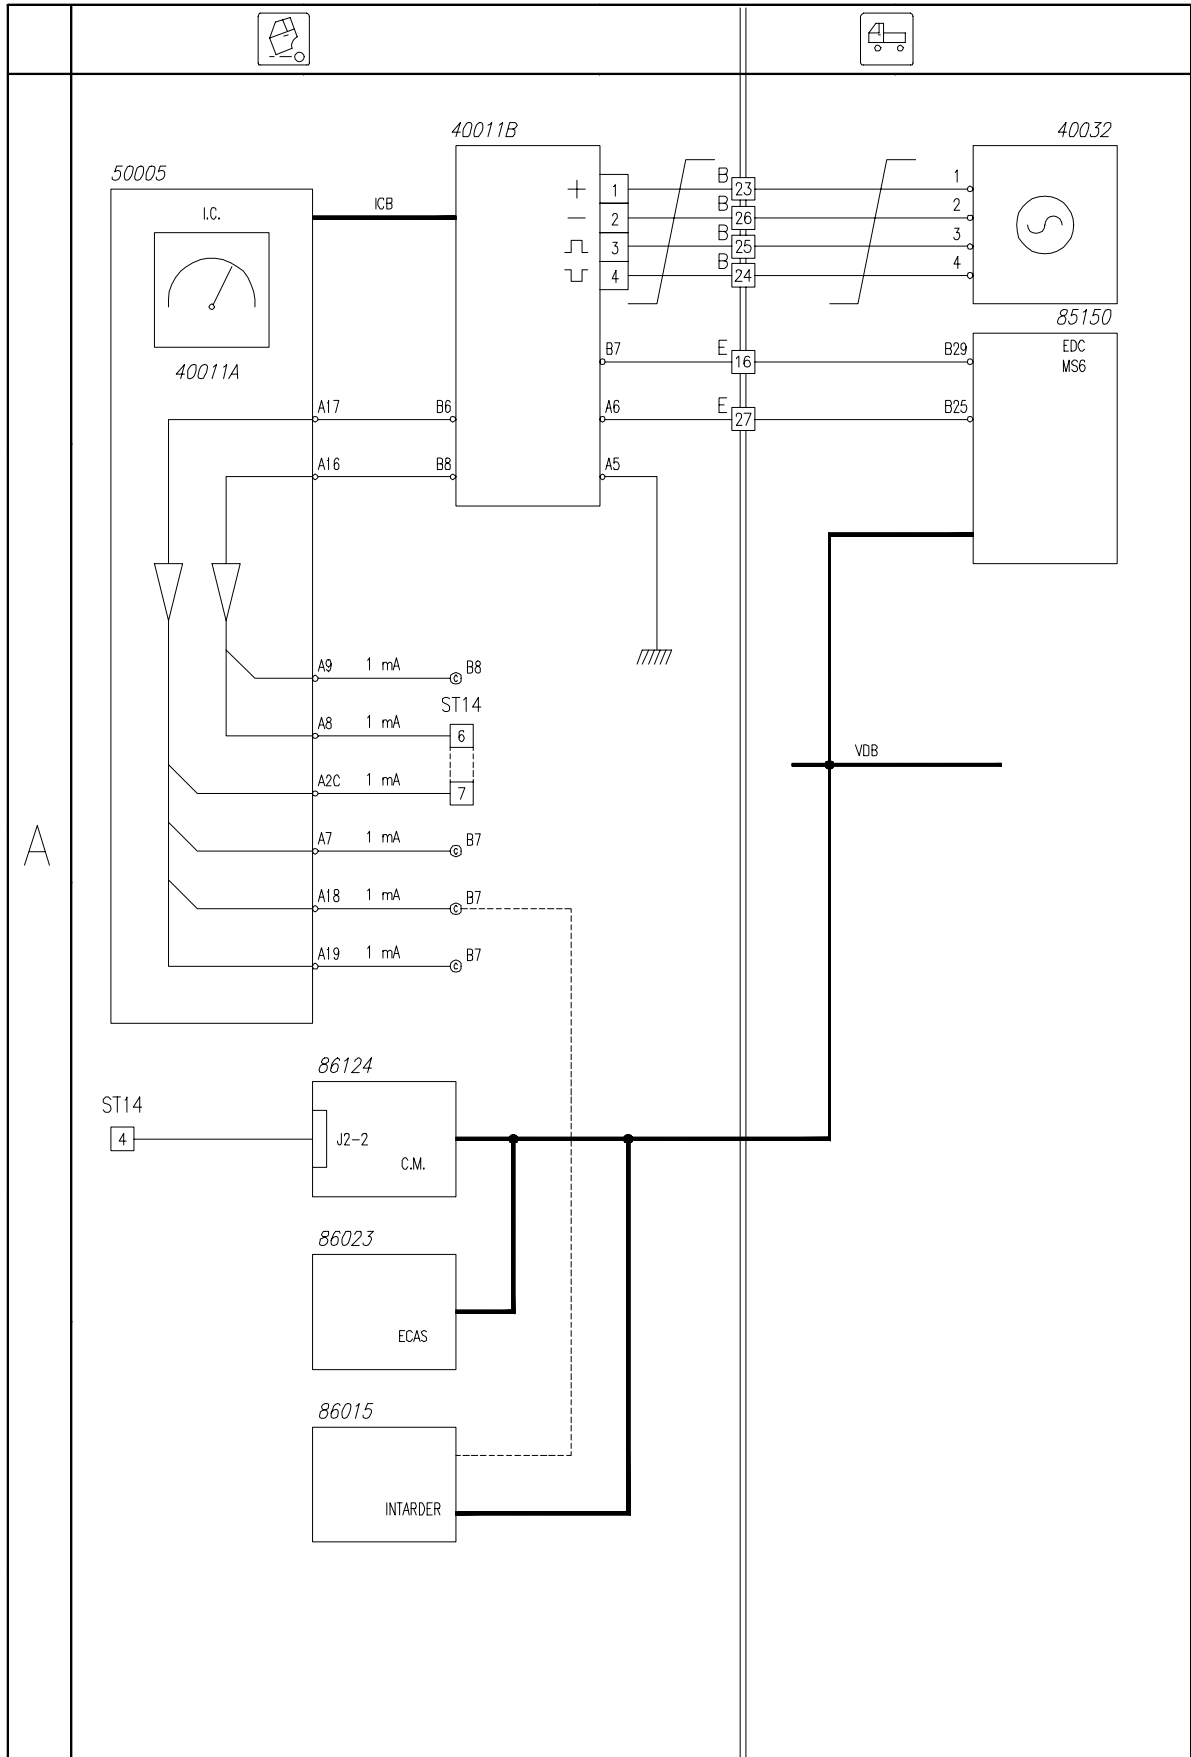 40011B
40032
50005
I.C.
ICB
1
B
23
1
2
B
26
2
3
B
25
3
4
B
24
4
85150
EDC
MS6
40011A
B7
E
16
B29
A17
B6
A6
E
27
B25
A16
B8
A5
A9
1 mA
C
B8
ST14
A8
1 mA
6
VDB
A2C
1 mA
7
A
A7
1 mA
C
B7
A18
1 mA
C
B7
A19
1 mA
C
B7
86124
ST14
4
J2-2
C.M.
86023
ECAS
86015
INTARDER